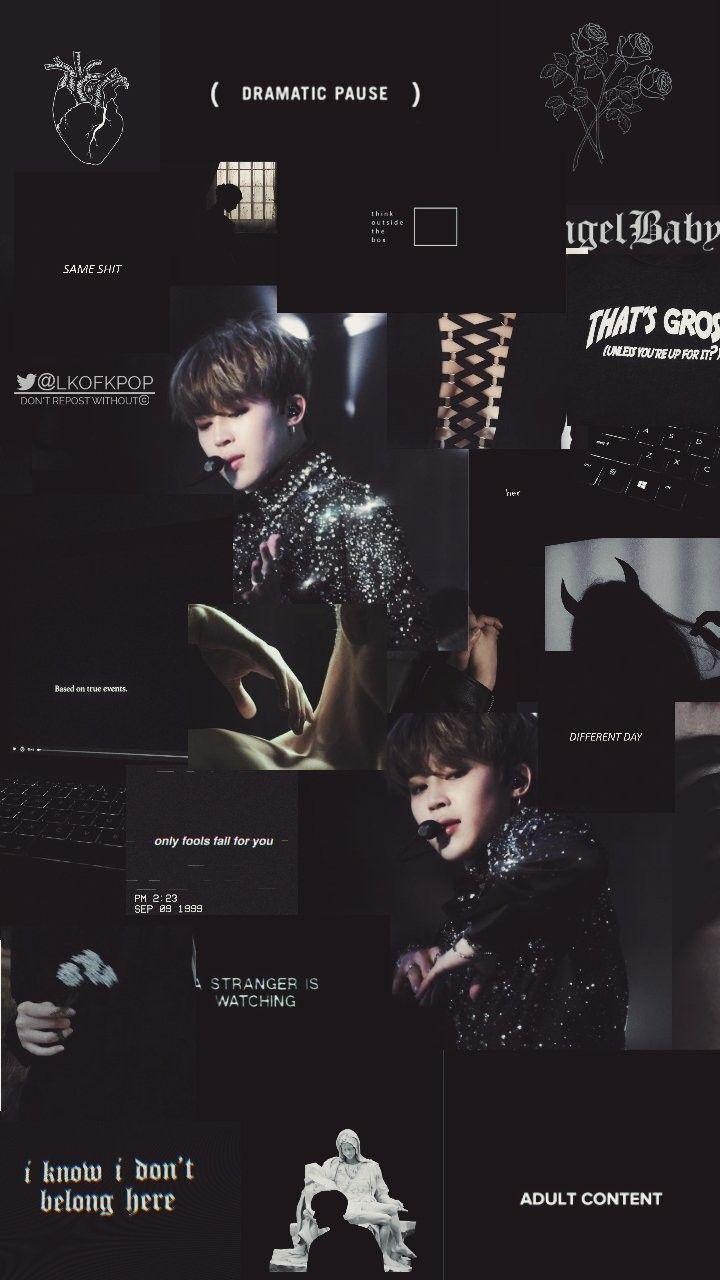 ( DRAMATIC PAUSE )
think
outside
the
box
ngelBaby
SAME SHIT
THAT'S GROS
(UNLESS YOU'RE UP FOR IT?)
@LKOFKPOP
DON'T REPOST WITHOUT©
A S D
Z X C
'her
Based on true events.
DIFFERENT DAY
only fools fall for you
PM 2:23
SEP 09 1999
A STRANGER IS
WATCHING
i know i don't
belong here
ADULT CONTENT